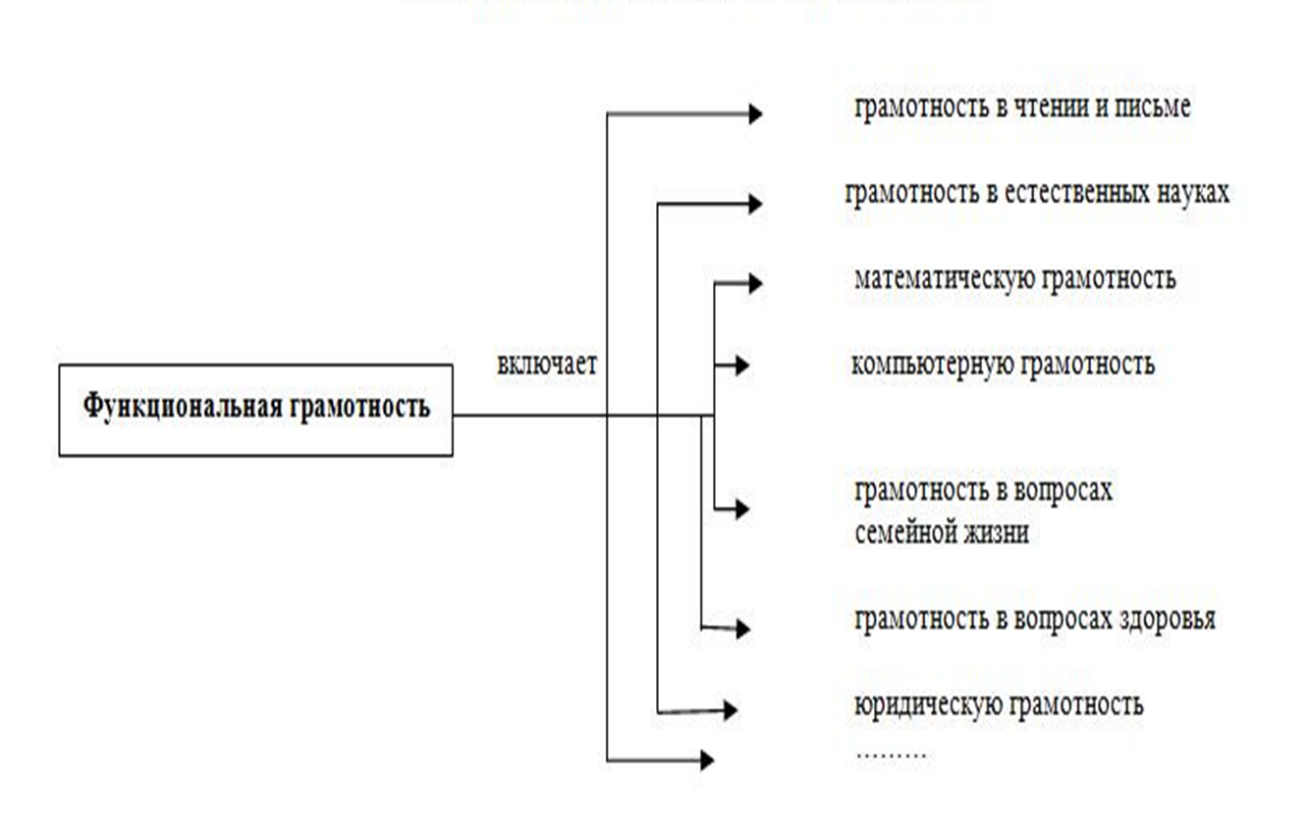 грамотность в чтении и письме
грамотность в естественных науках
математическую грамотность
включает
компьютерную грамотность
Функциональная грамотность
грамотность в вопросах
семейной жизни
грамотность в вопросах здоровья
юридическую грамотность
.........